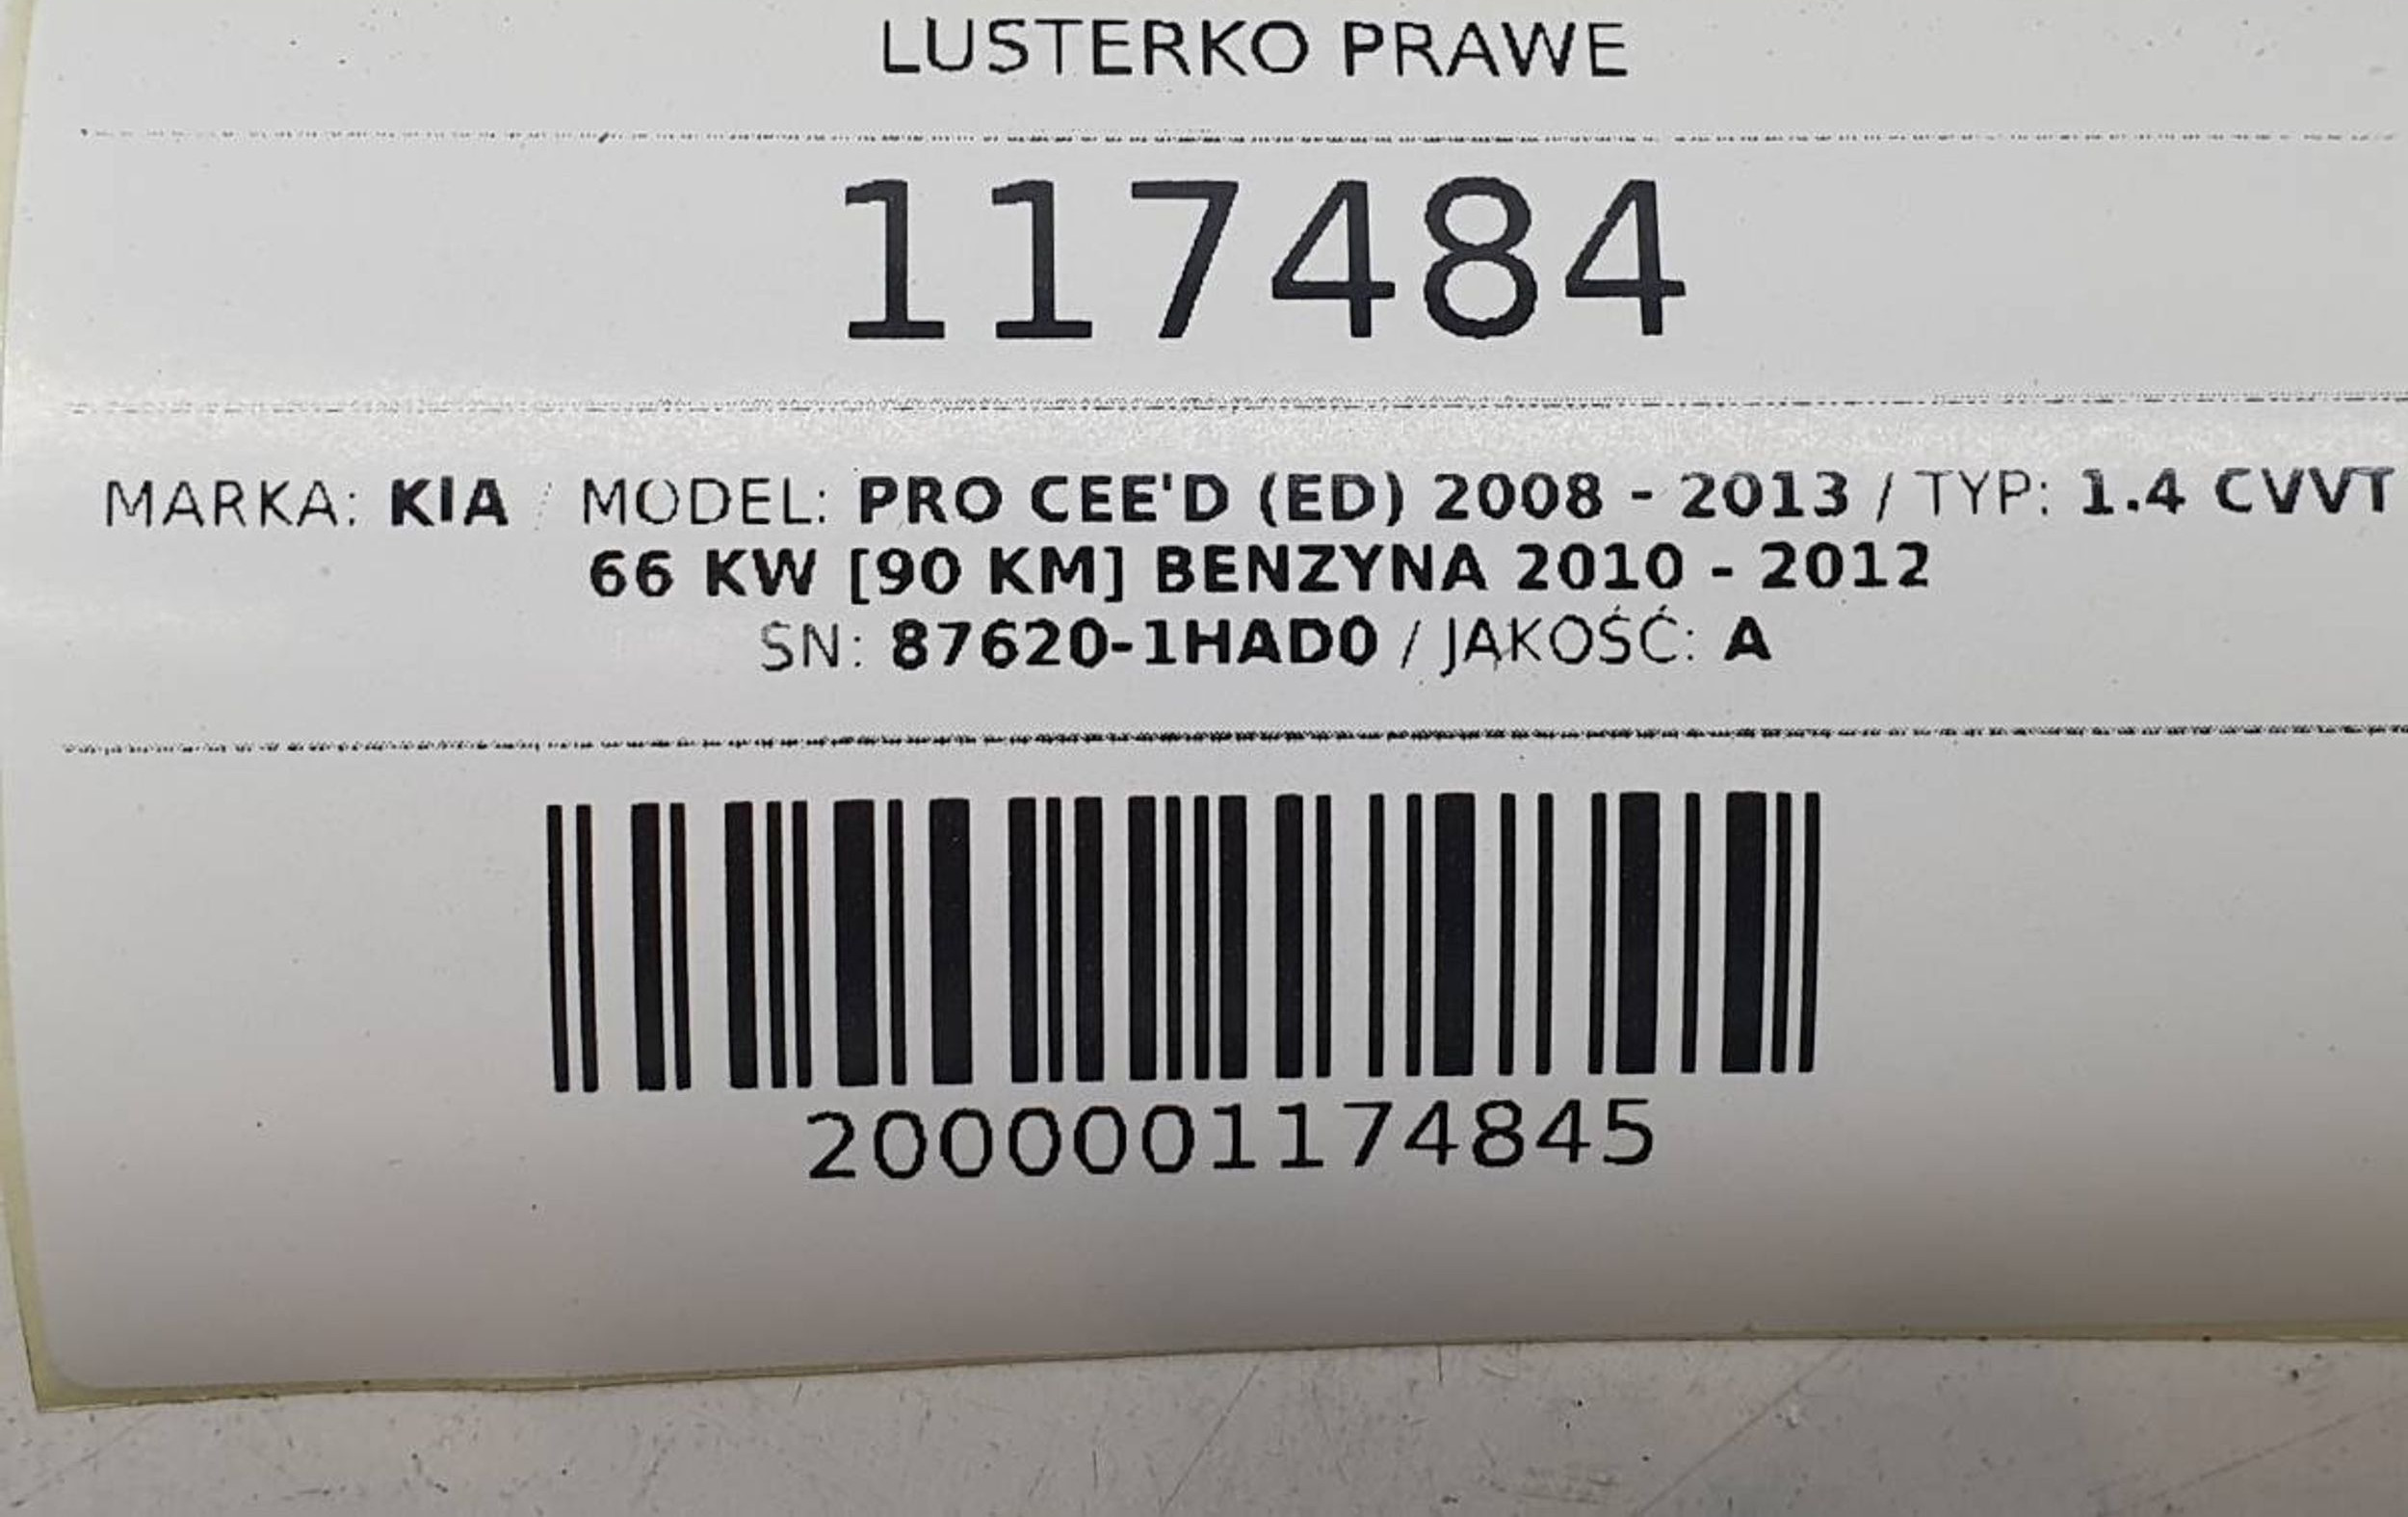 LUSTERKO PRAWE
117484
MARKA: KIA / MODEL: PRO CEE'D (ED) 2008 - 2013 / TYP: 1.4 CVVT
66 KW [90 KM] BENZYNA 2010 - 2012
SN: 87620-1HAD0 / JAKOŚĆ: A
2000001174845